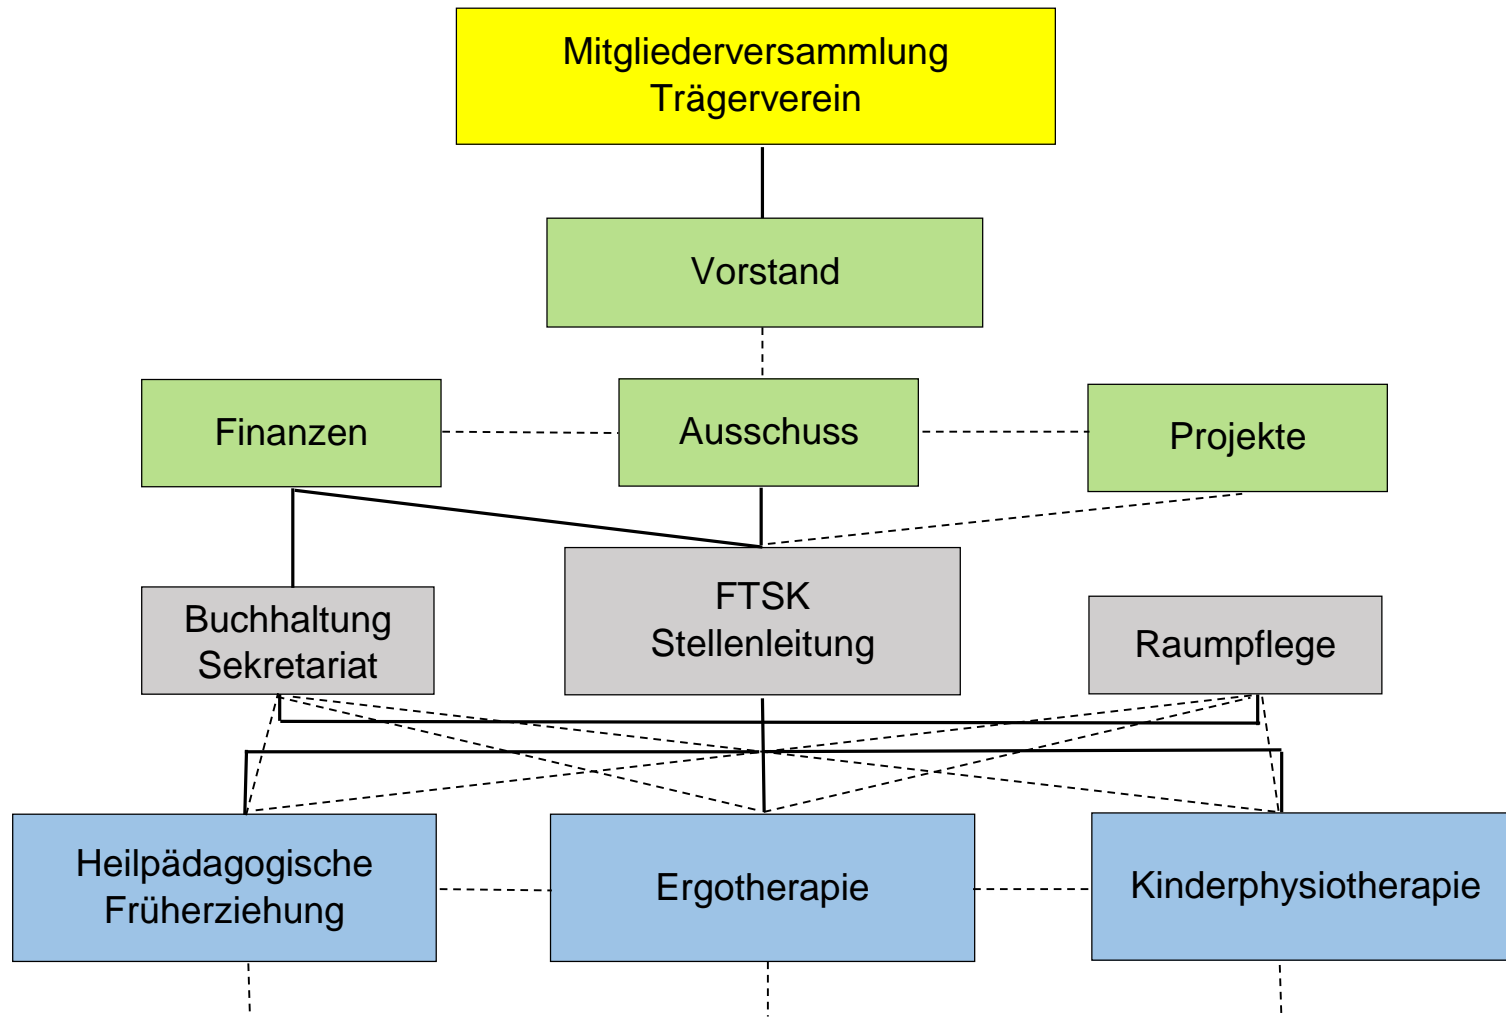 Mitgliederversammlung
Trägerverein
Vorstand
Finanzen
Ausschuss
Projekte
Buchhaltung
Sekretariat
FTSK
Stellenleitung
Raumpflege
Heilpädagogische
Früherziehung
Ergotherapie
Kinderphysiotherapie